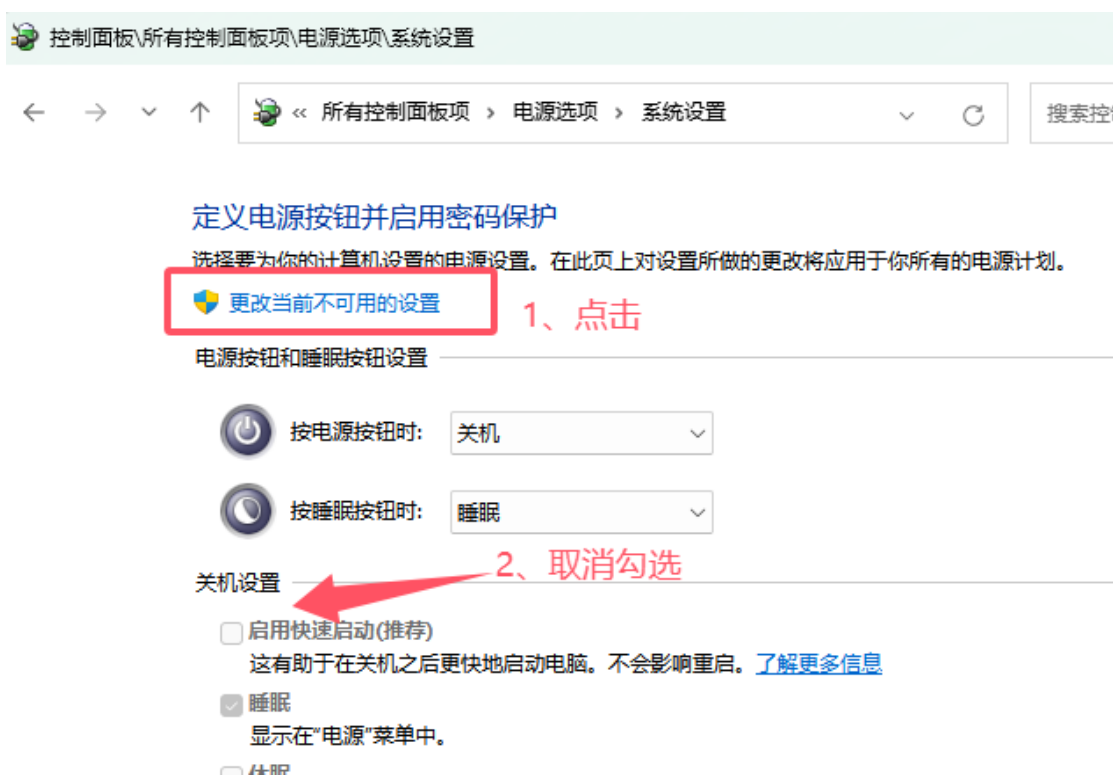 控制面板\所有控制面板项\电源选项\系统设置
« 所有控制面板项 › 电源选项 › 系统设置
搜索控
定义电源按钮并启用密码保护
选择要为你的计算机设置的电源设置。在此页上对设置所做的更改将应用于你所有的电源计划。
更改当前不可用的设置
1、点击
电源按钮和睡眠按钮设置
按电源按钮时: 关机
按睡眠按钮时: 睡眠
2、取消勾选
关机设置
启用快速启动(推荐)
这有助于在关机之后更快地启动电脑。不会影响重启。了解更多信息
睡眠
显示在"电源"菜单中。
休眠